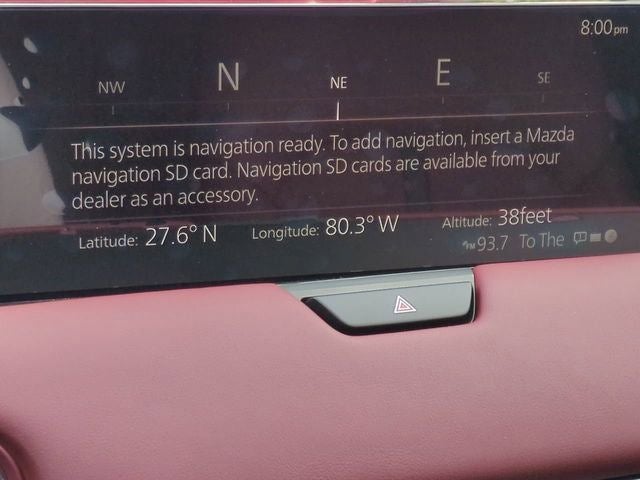 8:00pm
NW N NE E SE
This system is navigation ready. To add navigation, insert a Mazda
navigation SD card. Navigation SD cards are available from your
dealer as an accessory.
Latitude: 27.6° N Longitude: 80.3° W Altitude: 38feet
FM 93.7 To The